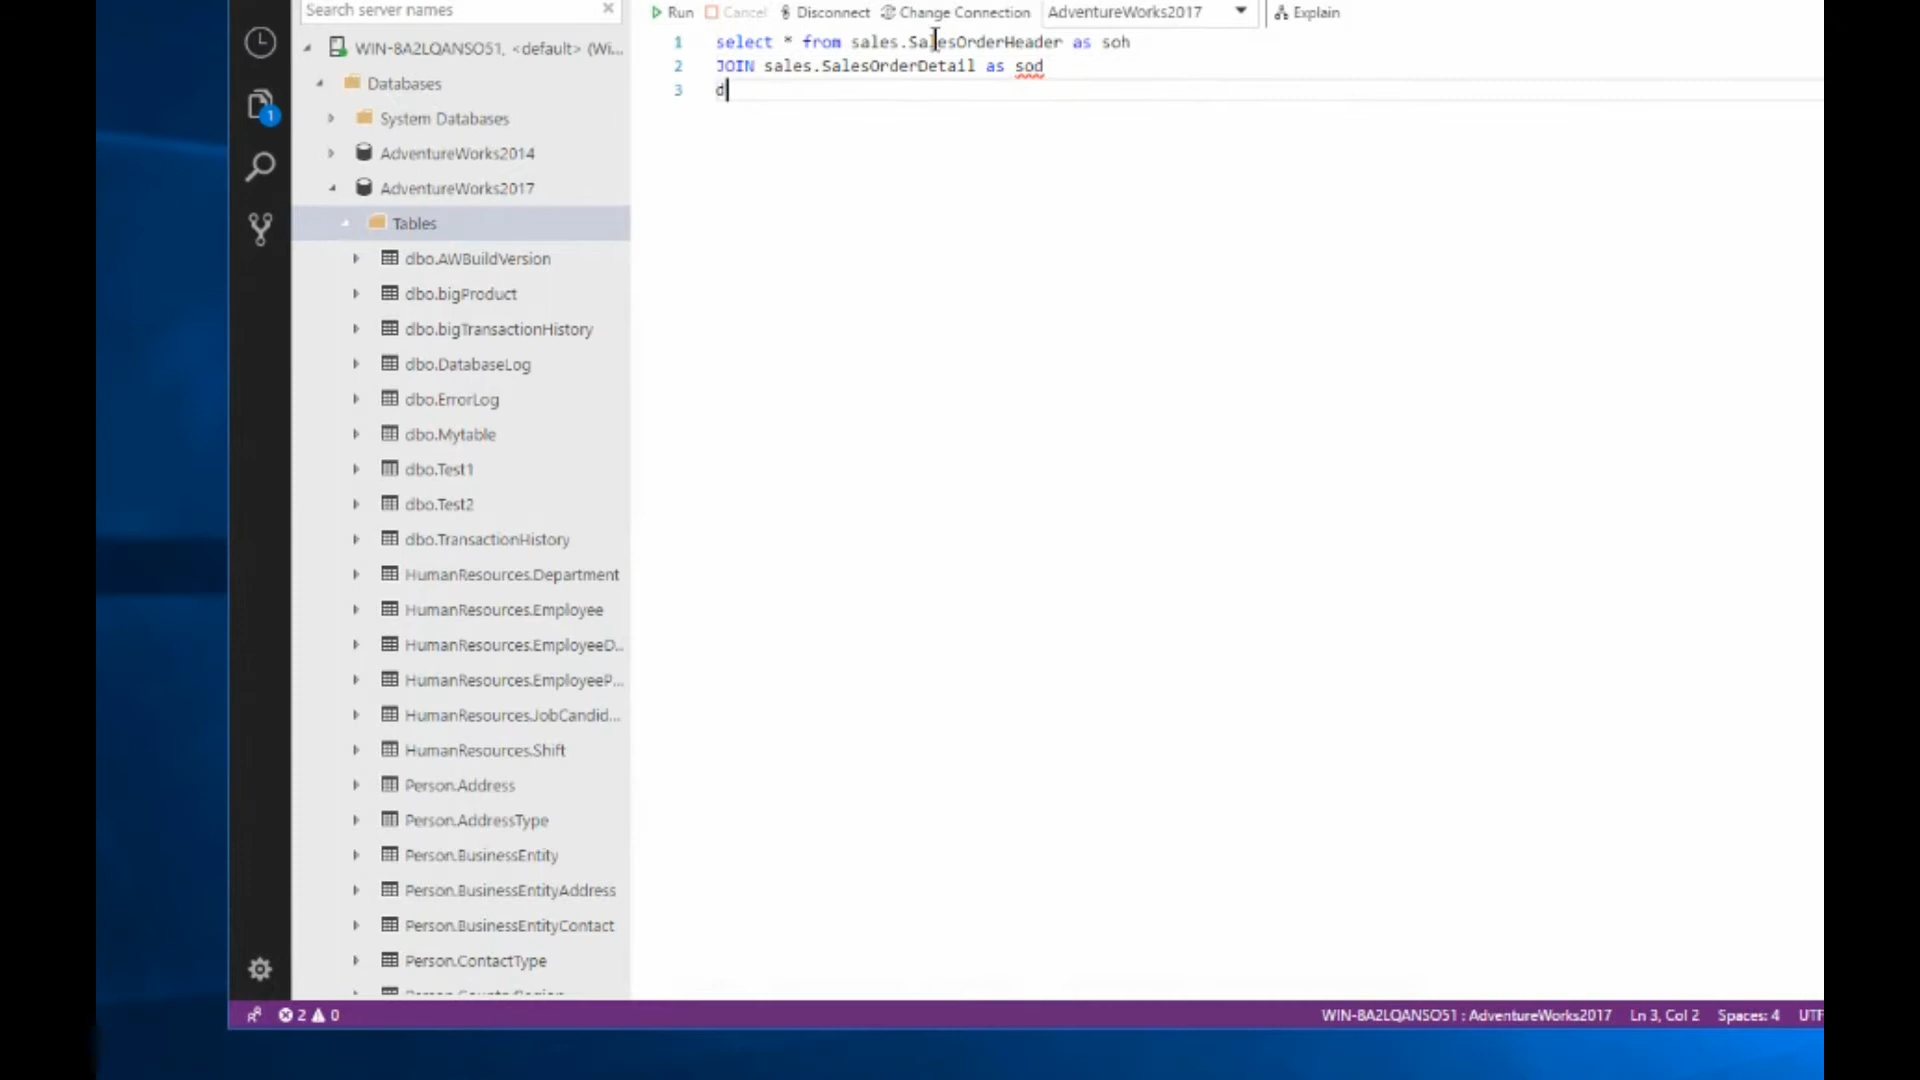 Search server names
Run Cancel Disconnect Change Connection AdventureWorks2017 Explain
WIN-8A2LQANSO51, <default> (Wi...
Databases
System Databases
AdventureWorks2014
AdventureWorks2017
Tables
dbo.AWBuildVersion
dbo.bigProduct
dbo.bigTransactionHistory
dbo.DatabaseLog
dbo.ErrorLog
dbo.Mytable
dbo.Test1
dbo.Test2
dbo.TransactionHistory
HumanResources.Department
HumanResources.Employee
HumanResources.EmployeeD...
HumanResources.EmployeeP...
HumanResources.JobCandid...
HumanResources.Shift
Person.Address
Person.AddressType
Person.BusinessEntity
Person.BusinessEntityAddress
Person.BusinessEntityContact
Person.ContactType
Person.CountryRegion
1 select * from sales.SalesOrderHeader as soh
2 JOIN sales.SalesOrderDetail as sod
3 d
1
2 0
WIN-8A2LQANSO51 : AdventureWorks2017 Ln 3, Col 2 Spaces: 4 UTF